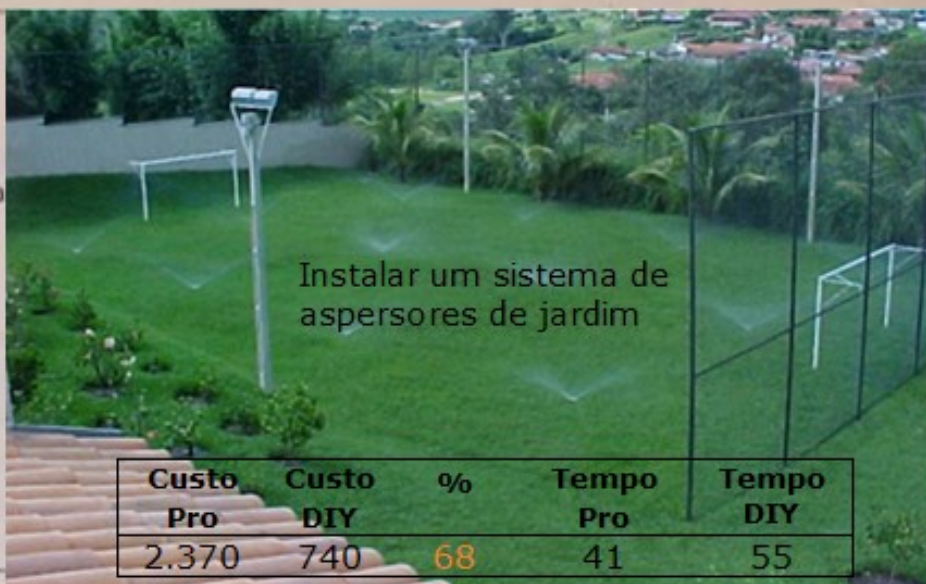 Instalar um sistema de
aspersores de jardim
Custo Custo % Tempo Tempo
Pro DIY Pro DIY
2.370 740 68 41 55